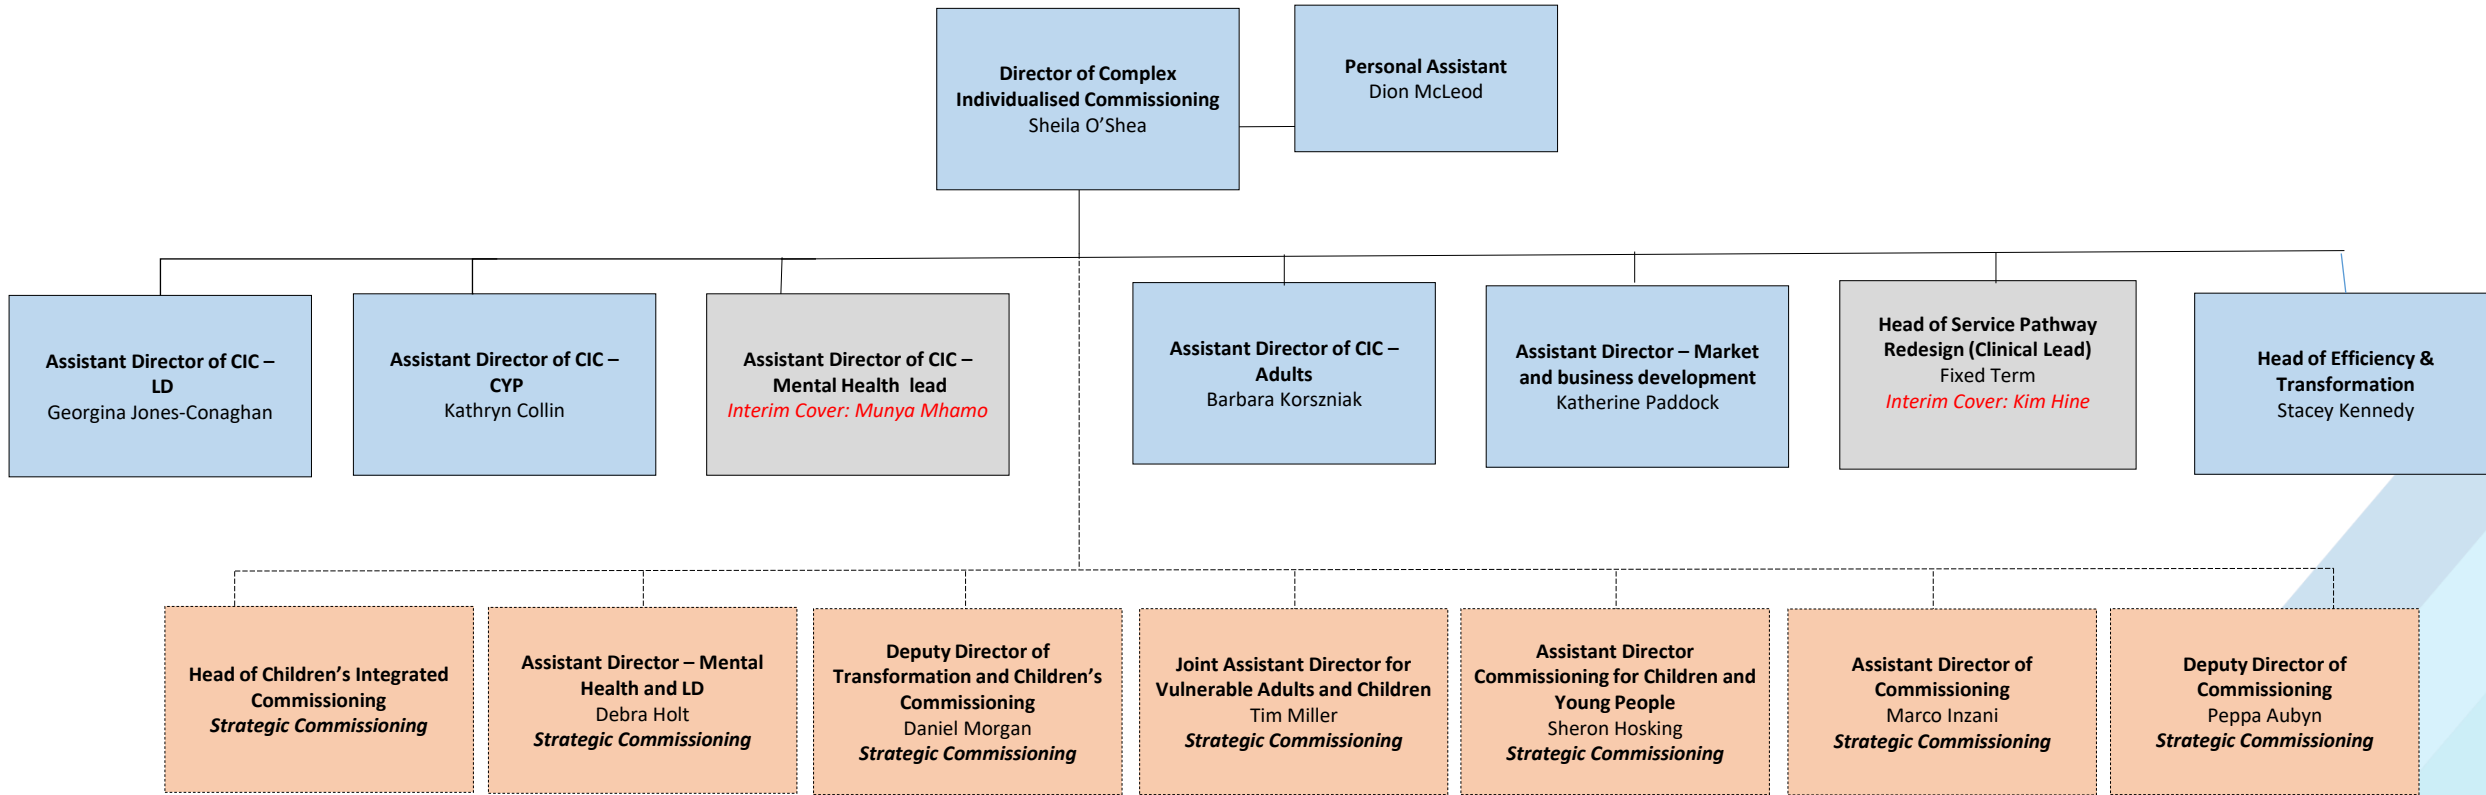 Director of Complex
Individualised Commissioning
Sheila O’Shea
Personal Assistant
Dion McLeod
Assistant Director of CIC –
LD
Georgina Jones-Conaghan
Assistant Director of CIC –
CYP
Kathryn Collin
Assistant Director of CIC –
Mental Health lead
Interim Cover: Munya Mhamo
Assistant Director of CIC –
Adults
Barbara Korszniak
Assistant Director – Market
and business development
Katherine Paddock
Head of Service Pathway
Redesign (Clinical Lead)
Fixed Term
Interim Cover: Kim Hine
Head of Efficiency &
Transformation
Stacey Kennedy
Head of Children’s Integrated
Commissioning
Strategic Commissioning
Assistant Director – Mental
Health and LD
Debra Holt
Strategic Commissioning
Deputy Director of
Transformation and Children’s
Commissioning
Daniel Morgan
Strategic Commissioning
Joint Assistant Director for
Vulnerable Adults and Children
Tim Miller
Strategic Commissioning
Assistant Director
Commissioning for Children and
Young People
Sheron Hosking
Strategic Commissioning
Assistant Director of
Commissioning
Marco Inzani
Strategic Commissioning
Deputy Director of
Commissioning
Peppa Aubyn
Strategic Commissioning